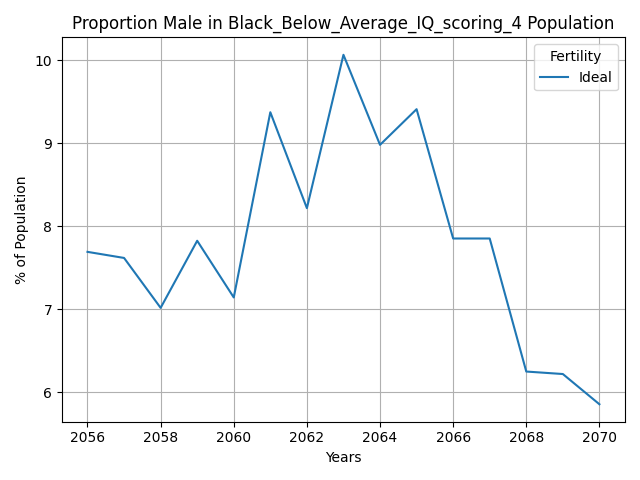 Proportion Male in Black_Below_Average_IQ_scoring_4 Population
Fertility
Ideal
10
9
8
7
6
% of Population
2056 2058 2060 2062 2064 2066 2068 2070
Years